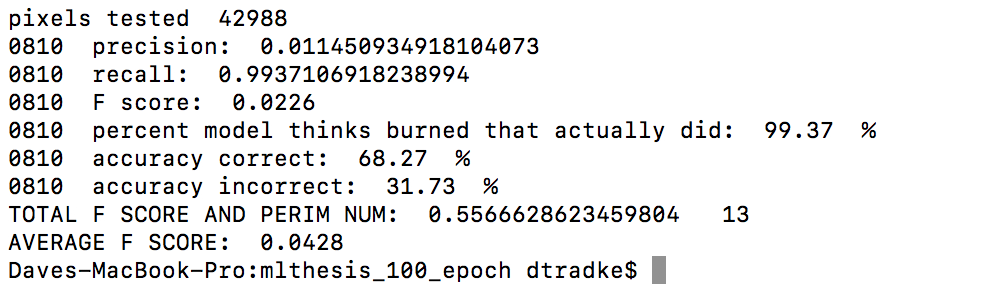 pixels tested  42988
0810  precision:  0.011450934918104073
0810  recall:  0.9937106918238994
0810  F score:  0.0226
0810  percent model thinks burned that actually did:  99.37  %
0810  accuracy correct:  68.27  %
0810  accuracy incorrect:  31.73  %
TOTAL F SCORE AND PERIM NUM:  0.5566628623459804   13
AVERAGE F SCORE:  0.0428
Daves-MacBook-Pro:mlthesis_100_epoch dtradke$